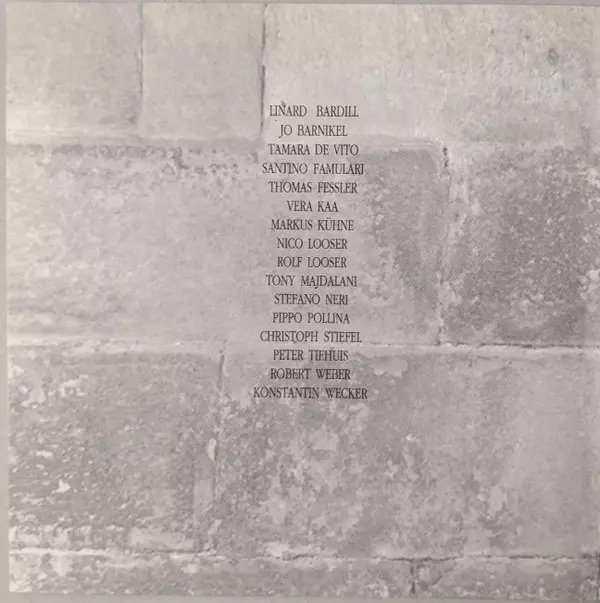 LINARD BARDILL
JO BARNIKEL
TAMARA DE VITO
SANTINO FAMULARI
THOMAS FESSLER
VERA KAA
MARKUS KÜHNE
NICO LOOSER
ROLF LOOSER
TONY MAJDALANI
STEFANO NERI
PIPPO POLLINA
CHRISTOPH STIEFEL
PETER TIEHUIS
ROBERT WEBER
KONSTANTIN WECKER